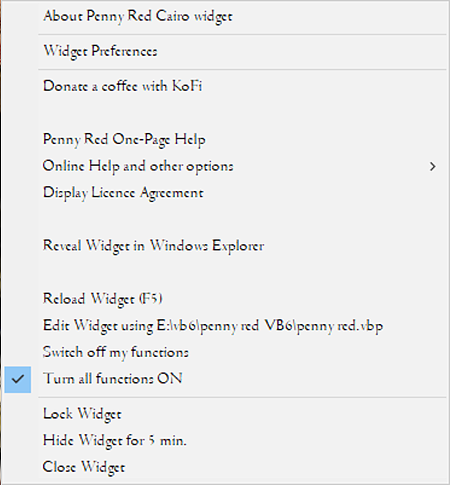 About Penny Red Cairo widget
Widget Preferences
Donate a coffee with KoFi
Penny Red One-Page Help
Online Help and other options
Display Licence Agreement
Reveal Widget in Windows Explorer
Reload Widget (F5)
Edit Widget using E:\vb6\penny red VB6\penny red.vbp
Switch off my functions
Turn all functions ON
Lock Widget
Hide Widget for 5 min.
Close Widget